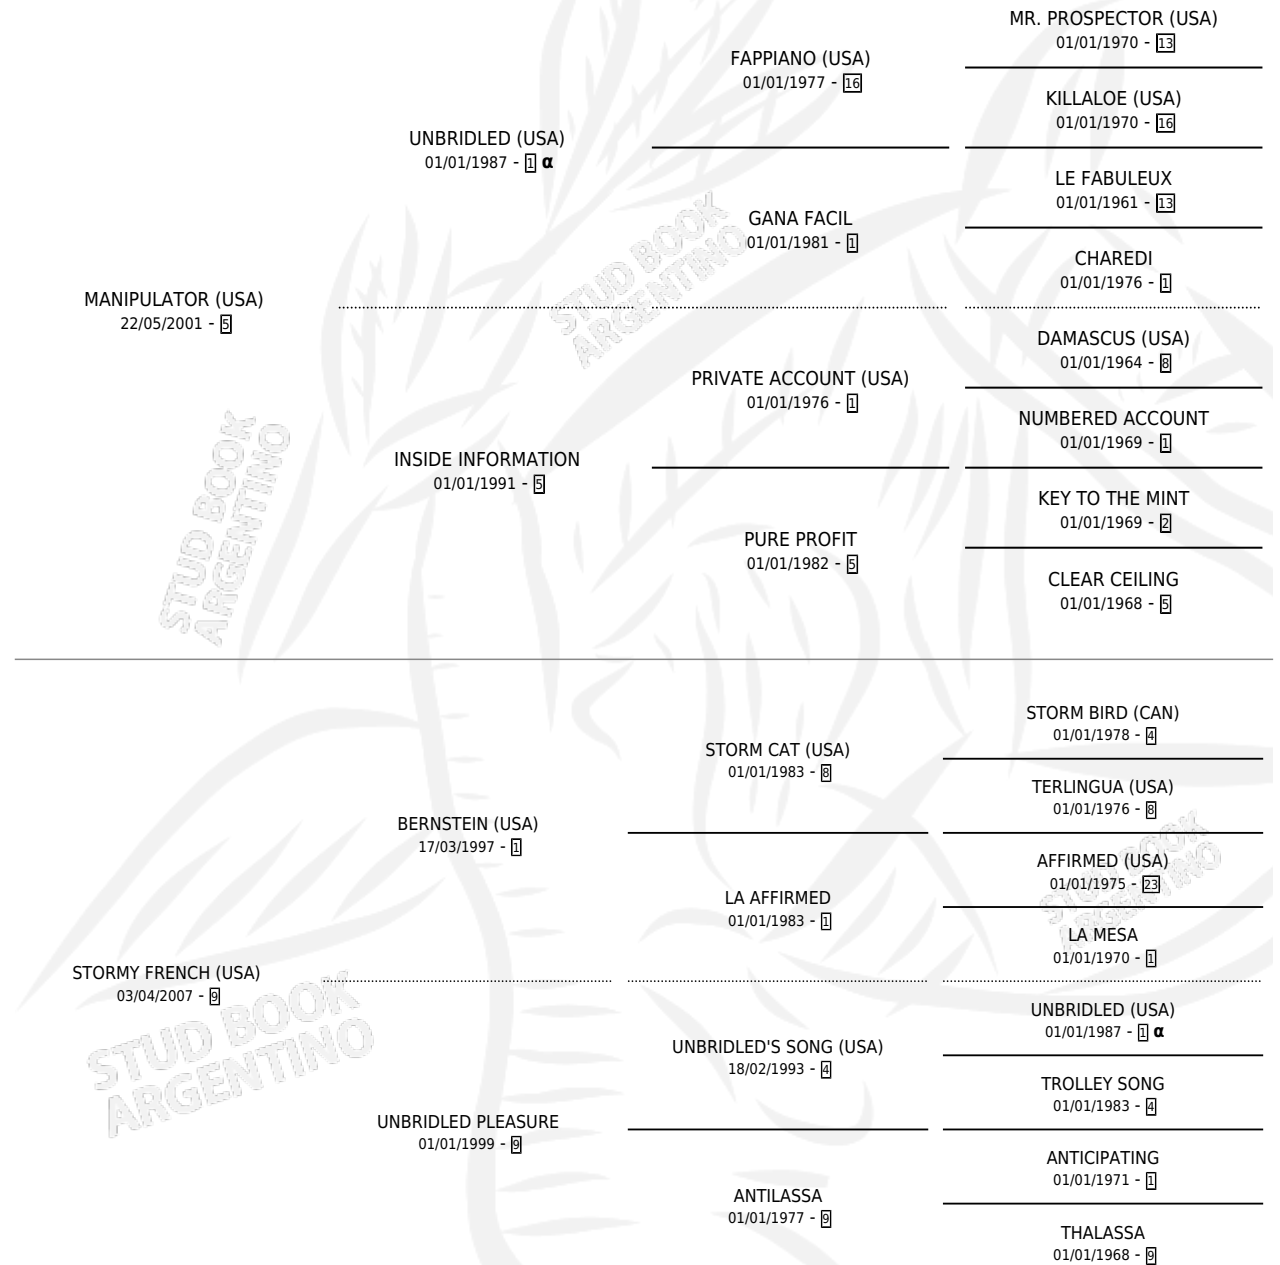 MR. PROSPECTOR (USA)
01/01/1970 - 13
FAPPIANO (USA)
01/01/1977 - 16
KILLALOE (USA)
01/01/1970 - 16
UNBRIDLED (USA)
01/01/1987 - 1 α
LE FABULEUX
01/01/1961 - 13
GANA FACIL
01/01/1981 - 1
CHAREDI
01/01/1976 - 1
MANIPULATOR (USA)
22/05/2001 - 5
DAMASCUS (USA)
01/01/1964 - 8
PRIVATE ACCOUNT (USA)
01/01/1976 - 1
NUMBERED ACCOUNT
01/01/1969 - 1
INSIDE INFORMATION
01/01/1991 - 5
KEY TO THE MINT
01/01/1969 - 2
PURE PROFIT
01/01/1982 - 5
CLEAR CEILING
01/01/1968 - 5
STORM BIRD (CAN)
01/01/1978 - 4
STORM CAT (USA)
01/01/1983 - 8
TERLINGUA (USA)
01/01/1976 - 8
BERNSTEIN (USA)
17/03/1997 - 1
AFFIRMED (USA)
01/01/1975 - 23
LA AFFIRMED
01/01/1983 - 1
LA MESA
01/01/1970 - 1
STORMY FRENCH (USA)
03/04/2007 - 9
UNBRIDLED (USA)
01/01/1987 - 1 α
UNBRIDLED'S SONG (USA)
18/02/1993 - 4
TROLLEY SONG
01/01/1983 - 4
UNBRIDLED PLEASURE
01/01/1999 - 9
ANTICIPATING
01/01/1971 - 1
ANTILASSA
01/01/1977 - 9
THALASSA
01/01/1968 - 9
STUD BOOK
ARGENTINO
STUD BOOK
ARGENTINO
STUD BOOK
ARGENTINO
STUD BOOK
ARGENTINO